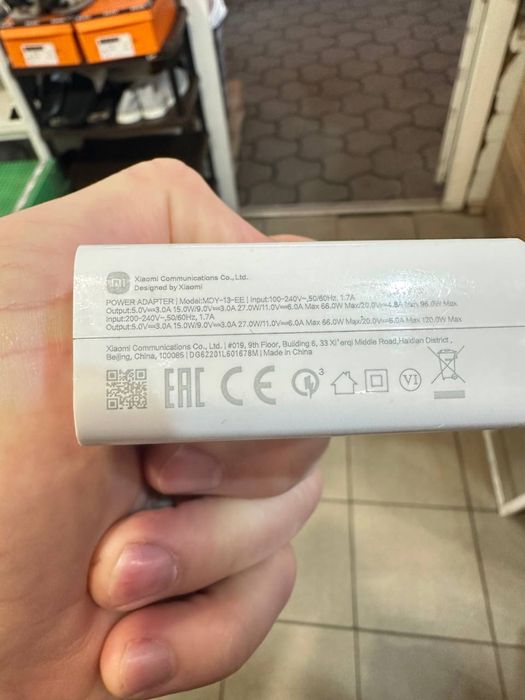 mi
Xiaomi Communications Co., Ltd.
Designed by Xiaomi
POWER ADAPTER | Model:MDY-13-EE | Input:100-240V~,50/60Hz, 1.7A
Output:5.0V⎓3.0A 15.0W/9.0V⎓3.0A 27.0W/11.0V⎓6.0A Max 66.0W Max/20.0V⎓4.8A Max 96.0W Max
Input:200-240V~,50/60Hz, 1.7A
Output:5.0V⎓3.0A 15.0W/9.0V⎓3.0A 27.0W/11.0V⎓6.0A Max 66.0W Max/20.0V⎓6.0A Max 120.0W Max
Xiaomi Communications Co., Ltd. | #019, 9th Floor, Building 6, 33 Xi'erqi Middle Road,Haidian District,
Beijing, China, 100085 | DG62201L601678M | Made in China
EAC CE 3 VI